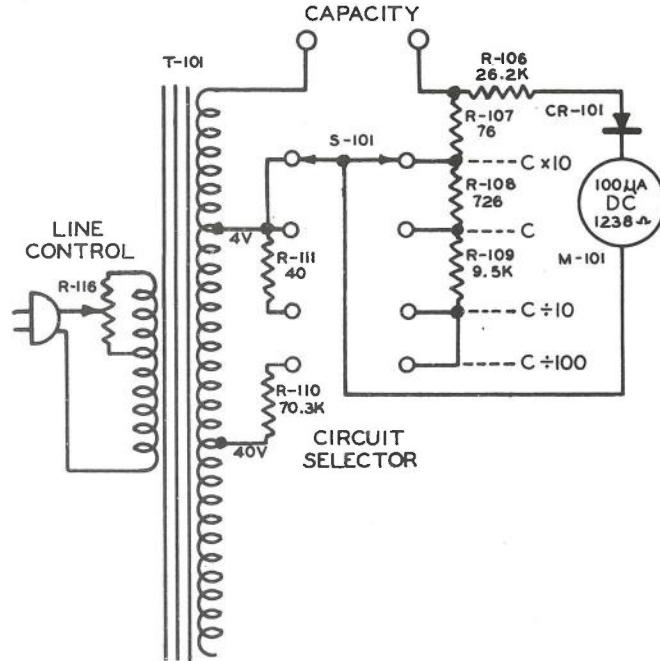 CAPACITY
T-101
R-106
26.2K
R-107
76
CR-101
S-101
C x10
R-108
726
100µA
DC
1238 Ω
LINE
CONTROL
4V
R-111
40
C
R-109
9.5K
M-101
R-116
C ÷10
C ÷100
R-110
70.3K
40V
CIRCUIT
SELECTOR